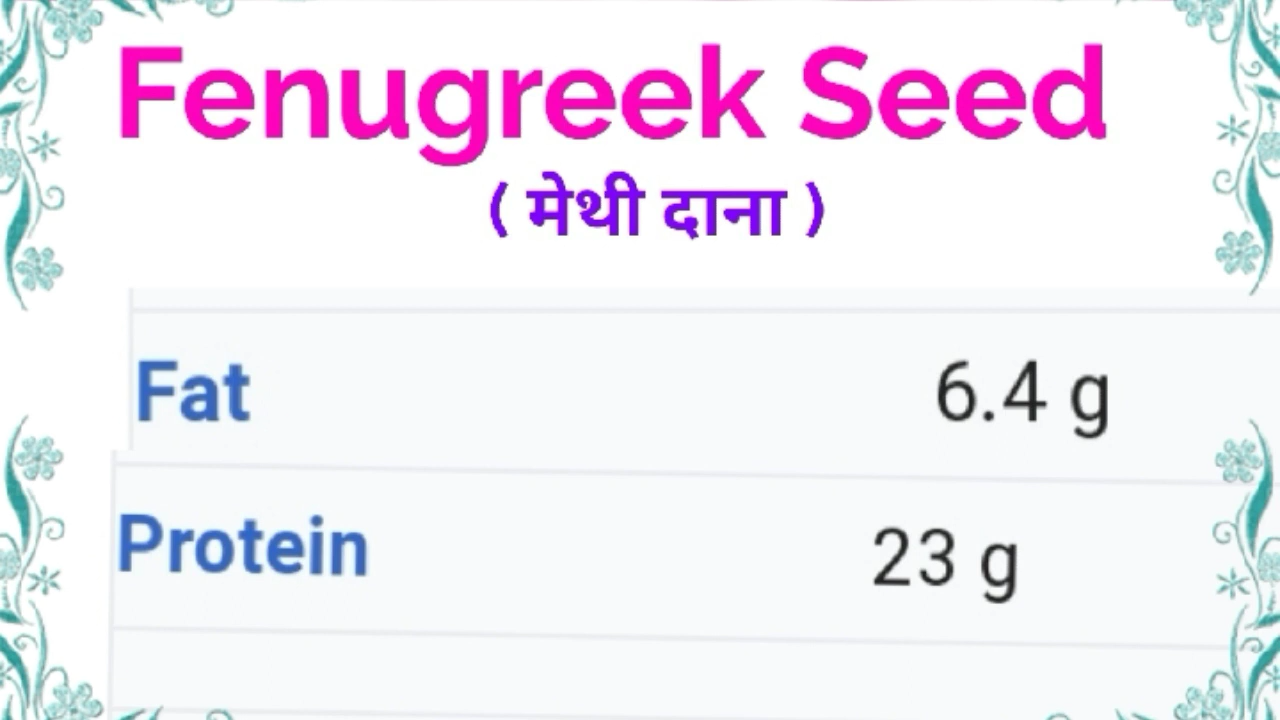 Fenugreek Seed
( मेथी दाना )
Fat 6.4 g
Protein 23 g